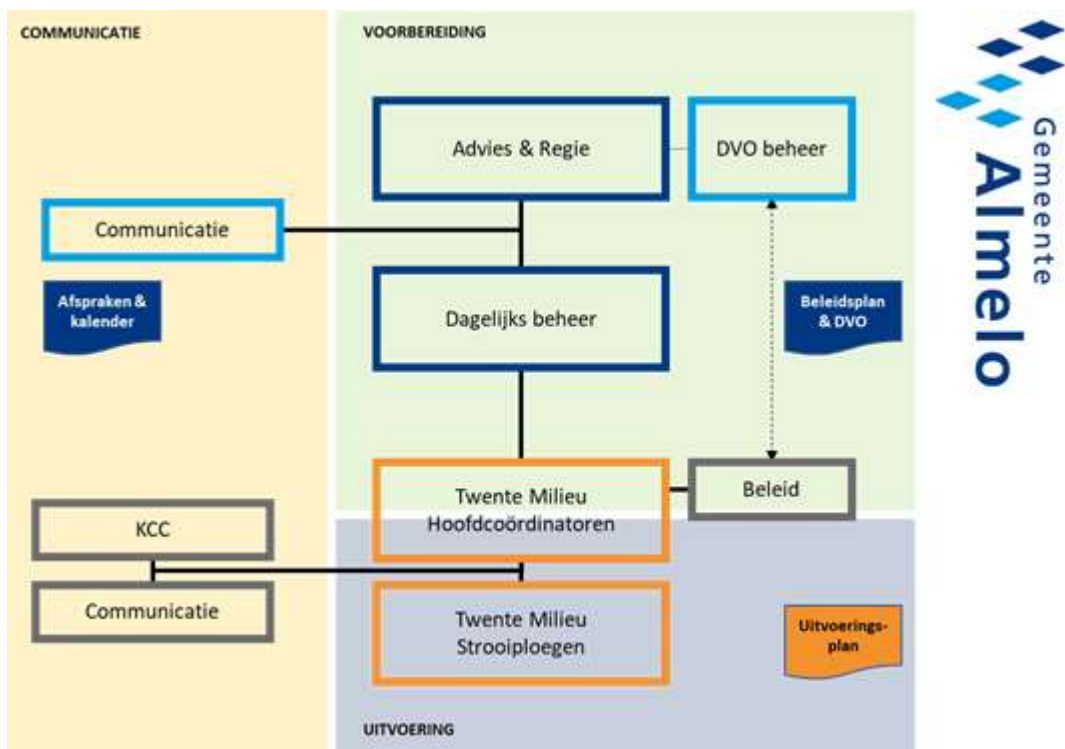 COMMUNICATIE
VOORBEREIDING
Advies & Regie
DVO beheer
Communicatie
Afspraken &
kalender
Dagelijks beheer
Beleidsplan
& DVO
Twente Milieu
Hoofdcoördinatoren
Beleid
KCC
Communicatie
Twente Milieu
Strooiploegen
Uitvoerings-
plan
UITVOERING
Gemeente
Almelo